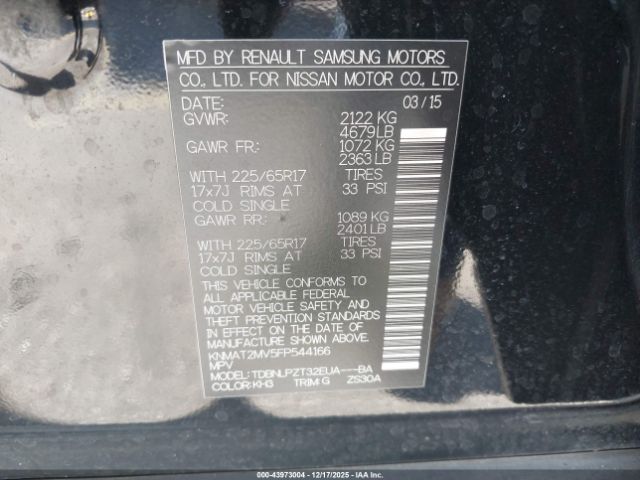 MFD BY RENAULT SAMSUNG MOTORS
CO., LTD. FOR NISSAN MOTOR CO., LTD.
DATE: 03/15
GVWR: 2122 KG
4679 LB
GAWR FR: 1072 KG
2363 LB
WITH 225/65R17 TIRES
17x7J RIMS AT 33 PSI
COLD SINGLE
GAWR RR: 1089 KG
2401 LB
WITH 225/65R17 TIRES
17x7J RIMS AT 33 PSI
COLD SINGLE
THIS VEHICLE CONFORMS TO
ALL APPLICABLE FEDERAL
MOTOR VEHICLE SAFETY AND
THEFT PREVENTION STANDARDS
IN EFFECT ON THE DATE OF
MANUFACTURE SHOWN ABOVE.
KNMAT2MV5FP544166
MPV
MODEL: TDBNLPZT32EUA----BA
COLOR: KH3 TRIM: G ZS30A
000-43973004 - 12/17/2025 - IAAI.COM